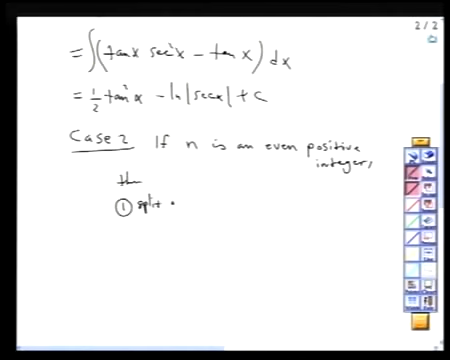 2/2
= ∫(tan x sec²x - tan x) dx
= 1/2 tan²x - ln|sec x| + C
Case 2 If n is an even positive
integer,
the
① split